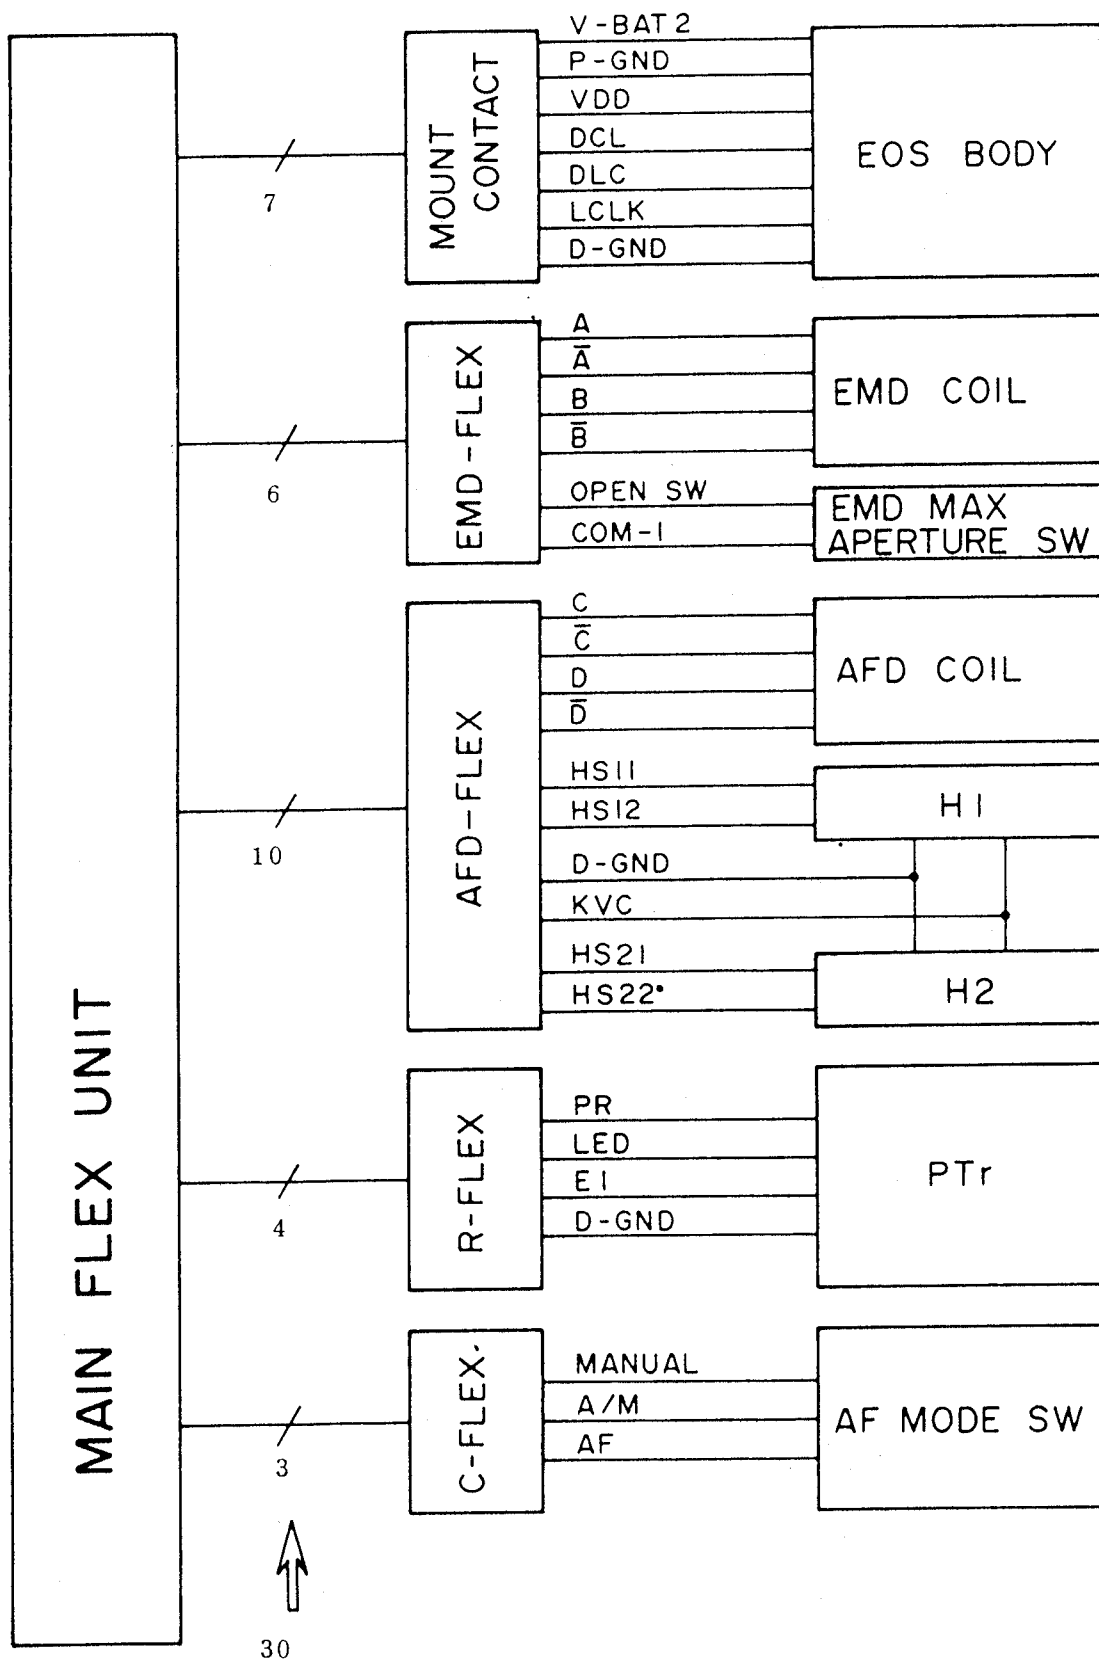 MAIN FLEX UNIT
7
MOUNT
CONTACT
V-BAT2
P-GND
VDD
DCL
DLC
LCLK
D-GND
EOS BODY
6
EMD-FLEX
A
A̅
B
B̅
OPEN SW
COM-1
EMD COIL
EMD MAX
APERTURE SW
10
AFD-FLEX
C
C̅
D
D̅
HS11
HS12
D-GND
KVC
HS21
HS22
AFD COIL
H1
H2
4
R-FLEX
PR
LED
E1
D-GND
PTr
3
C-FLEX
MANUAL
A/M
AF
AF MODE SW
30